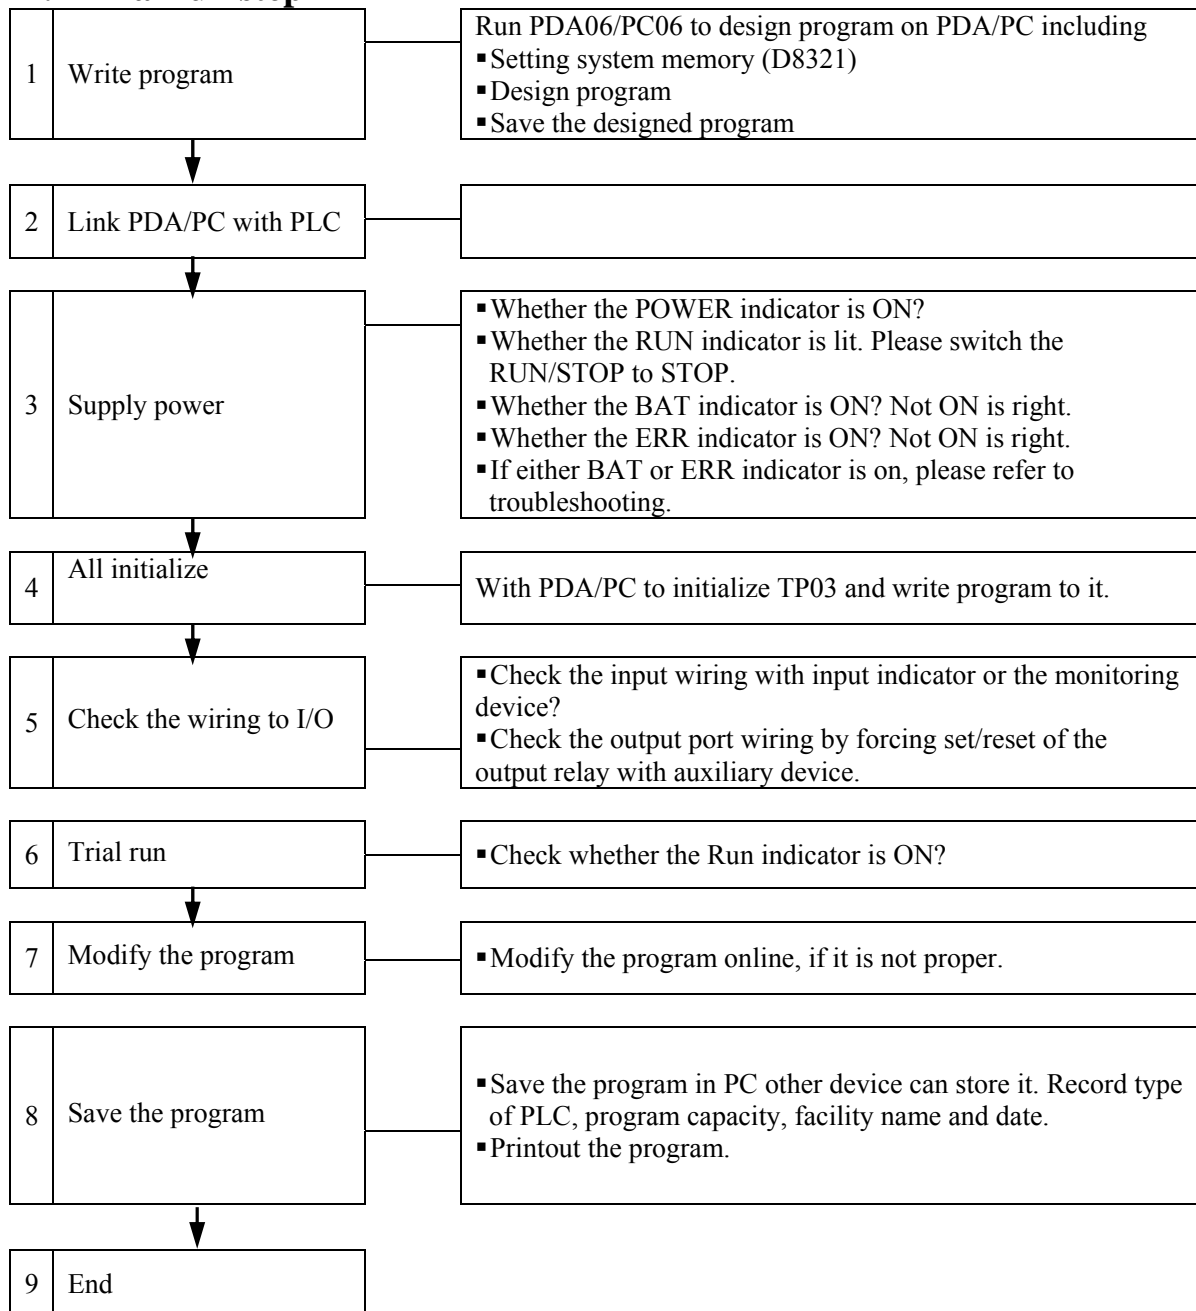 1
Write program
Run PDA06/PC06 to design program on PDA/PC including
▪Setting system memory (D8321)
▪Design program
▪Save the designed program
2
Link PDA/PC with PLC
3
Supply power
▪Whether the POWER indicator is ON?
▪Whether the RUN indicator is lit. Please switch the
RUN/STOP to STOP.
▪Whether the BAT indicator is ON? Not ON is right.
▪Whether the ERR indicator is ON? Not ON is right.
▪If either BAT or ERR indicator is on, please refer to
troubleshooting.
4
All initialize
With PDA/PC to initialize TP03 and write program to it.
5
Check the wiring to I/O
▪Check the input wiring with input indicator or the monitoring
device?
▪Check the output port wiring by forcing set/reset of the
output relay with auxiliary device.
6
Trial run
▪Check whether the Run indicator is ON?
7
Modify the program
▪Modify the program online, if it is not proper.
8
Save the program
▪Save the program in PC other device can store it. Record type
of PLC, program capacity, facility name and date.
▪Printout the program.
9
End